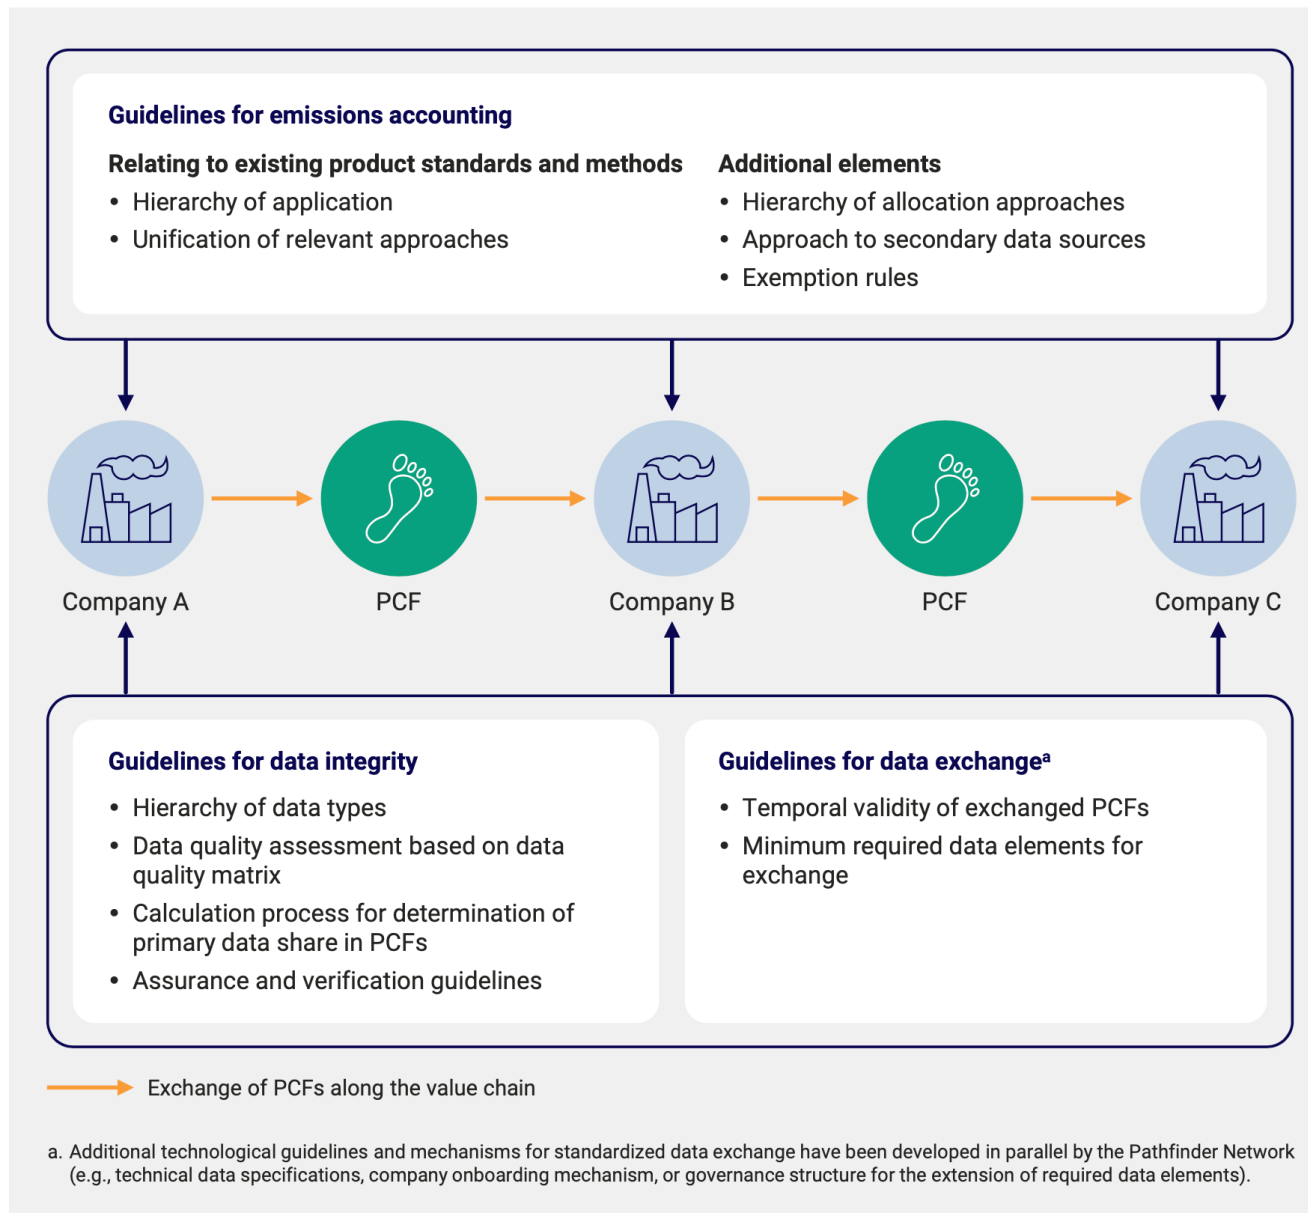 Guidelines for emissions accounting
Relating to existing product standards and methods
• Hierarchy of application
• Unification of relevant approaches
Additional elements
• Hierarchy of allocation approaches
• Approach to secondary data sources
• Exemption rules
Company A
PCF
Company B
PCF
Company C
Guidelines for data integrity
• Hierarchy of data types
• Data quality assessment based on data
quality matrix
• Calculation process for determination of
primary data share in PCFs
• Assurance and verification guidelines
Guidelines for data exchangeᵃ
• Temporal validity of exchanged PCFs
• Minimum required data elements for
exchange
Exchange of PCFs along the value chain
a. Additional technological guidelines and mechanisms for standardized data exchange have been developed in parallel by the Pathfinder Network
(e.g., technical data specifications, company onboarding mechanism, or governance structure for the extension of required data elements).